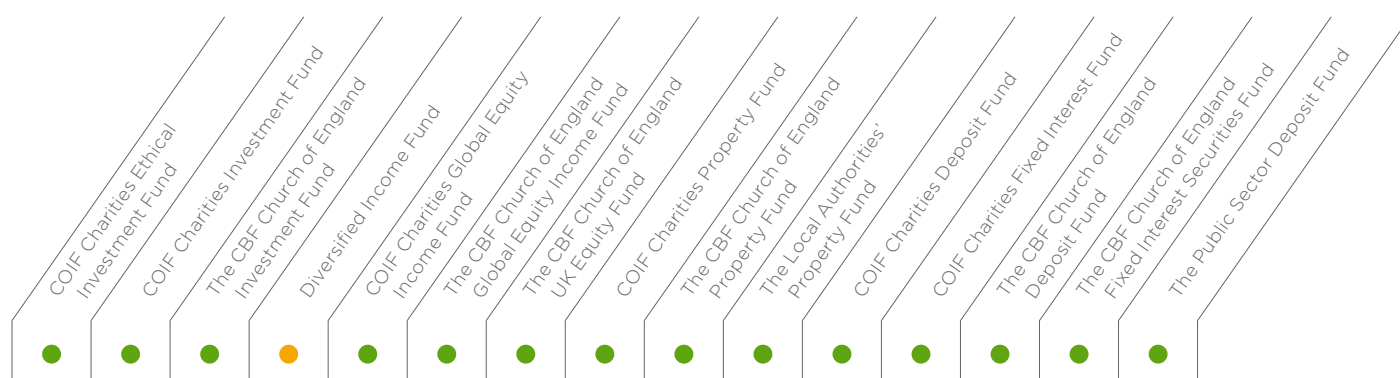 COIF Charities Ethical
Investment Fund
COIF Charities Investment Fund
The CBF Church of England
Investment Fund
Diversified Income Fund
COIF Charities Global Equity
Income Fund
The CBF Church of England
Global Equity Income Fund
The CBF Church of England
UK Equity Fund
COIF Charities Property Fund
The CBF Church of England
Property Fund
The Local Authorities'
Property Fund
COIF Charities Deposit Fund
COIF Charities Fixed Interest Fund
The CBF Church of England
Deposit Fund
The CBF Church of England
Fixed Interest Securities Fund
The Public Sector Deposit Fund